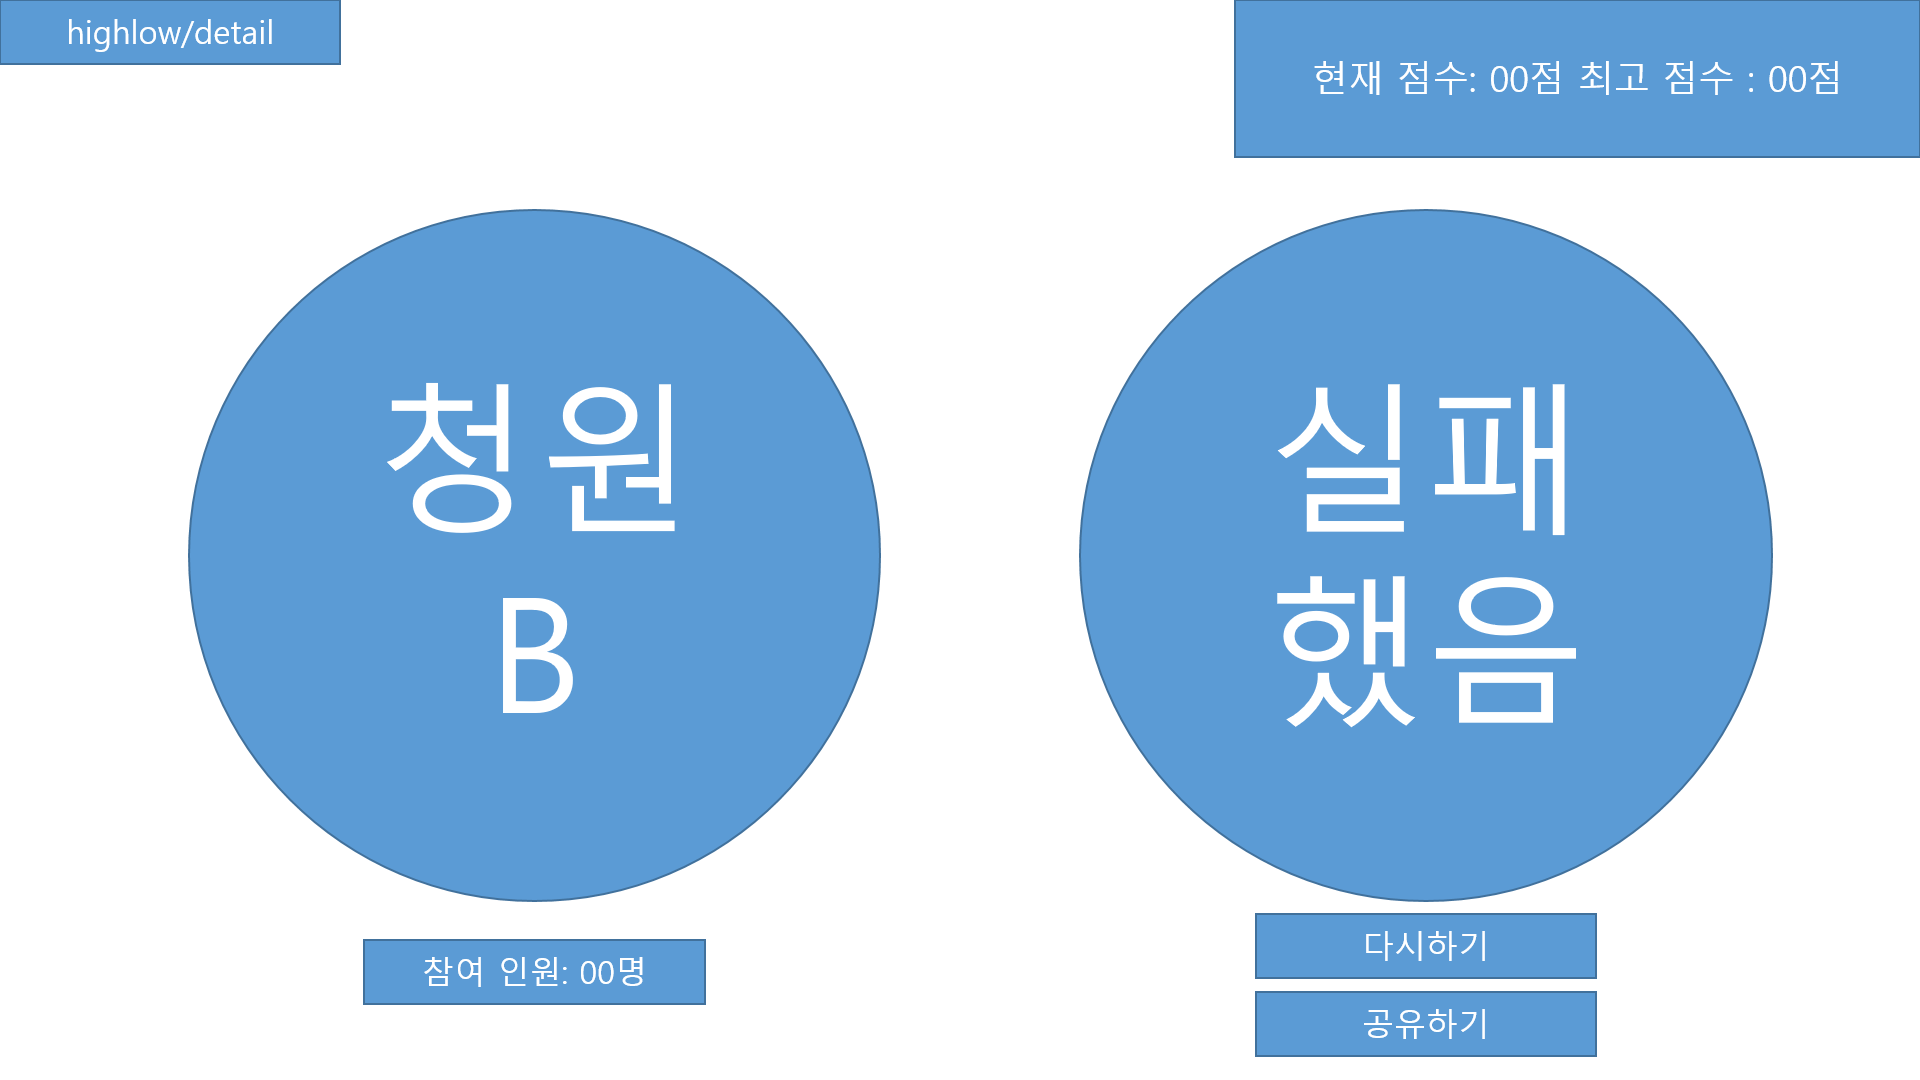 highlow/detail
현재 점수: 00점 최고 점수 : 00점
청원
B
참여 인원: 00명
실패
했음
다시하기
공유하기